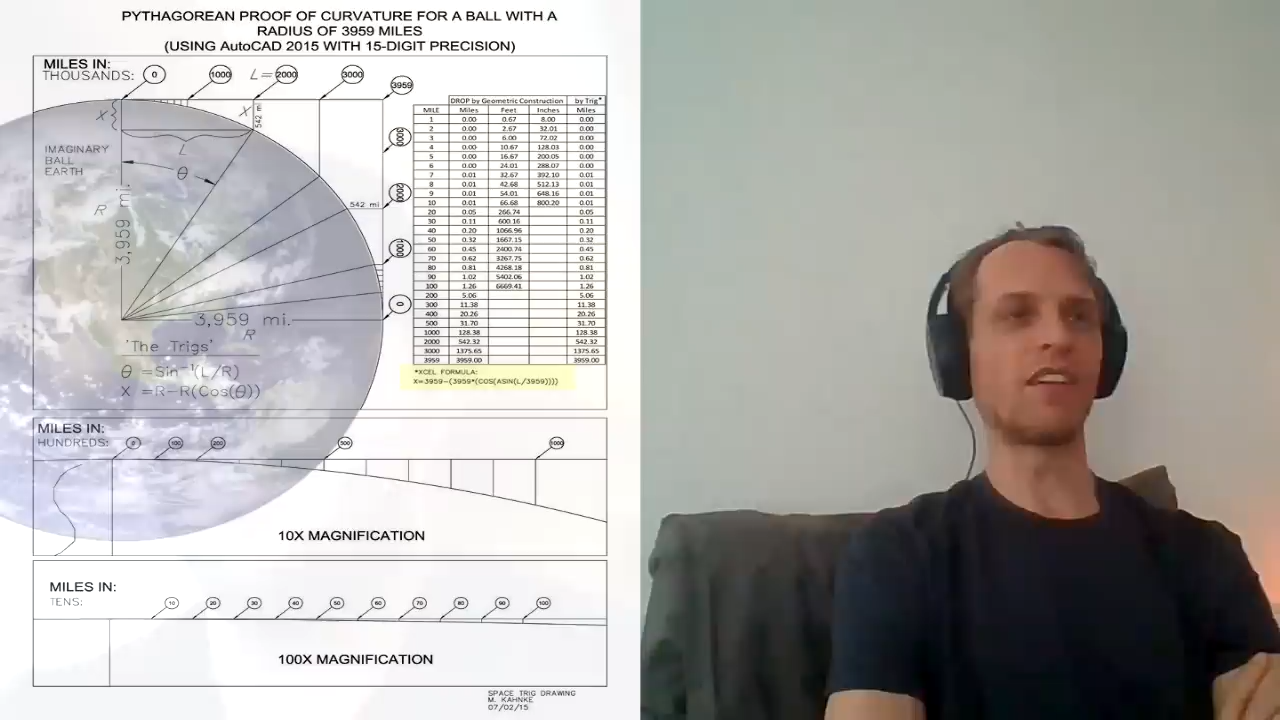 PYTHAGOREAN PROOF OF CURVATURE FOR A BALL WITH A
RADIUS OF 3959 MILES
(USING AutoCAD 2015 WITH 15-DIGIT PRECISION)
MILES IN:
THOUSANDS: 0 1000 L= 2000 3000 3959
X X 542 mi
L
IMAGINARY
BALL
EARTH
θ
R
3,959 mi.
3000
2000
542 mi
1000
0
3,959 mi.
R
'The Trigs'
θ =Sin⁻¹(L/R)
X =R-R(Cos(θ))
DROP by Geometric Construction by Trig*
MILE Miles Feet Inches Miles
1 0.00 0.67 8.00 0.00
2 0.00 2.67 32.01 0.00
3 0.00 6.00 72.02 0.00
4 0.00 10.67 128.03 0.00
5 0.00 16.67 200.05 0.00
6 0.00 24.01 288.07 0.00
7 0.01 32.67 392.10 0.01
8 0.01 42.68 512.13 0.01
9 0.01 54.01 648.16 0.01
10 0.01 66.68 800.20 0.01
20 0.05 266.74 0.05
30 0.11 600.16 0.11
40 0.20 1066.96 0.20
50 0.32 1667.15 0.32
60 0.45 2400.74 0.45
70 0.62 3267.75 0.62
80 0.81 4268.18 0.81
90 1.02 5402.06 1.02
100 1.26 6669.41 1.26
200 5.06 5.06
300 11.38 11.38
400 20.26 20.26
500 31.70 31.70
1000 128.38 128.38
2000 542.32 542.32
3000 1375.65 1375.65
3959 3959.00 3959.00
*XCEL FORMULA:
X=3959-(3959*(COS(ASIN(L/3959))))
MILES IN:
HUNDREDS: 0 100 200 500 1000
10X MAGNIFICATION
MILES IN:
TENS: 10 20 30 40 50 60 70 80 90 100
100X MAGNIFICATION
SPACE TRIG DRAWING
M. KAHNKE
07/02/15